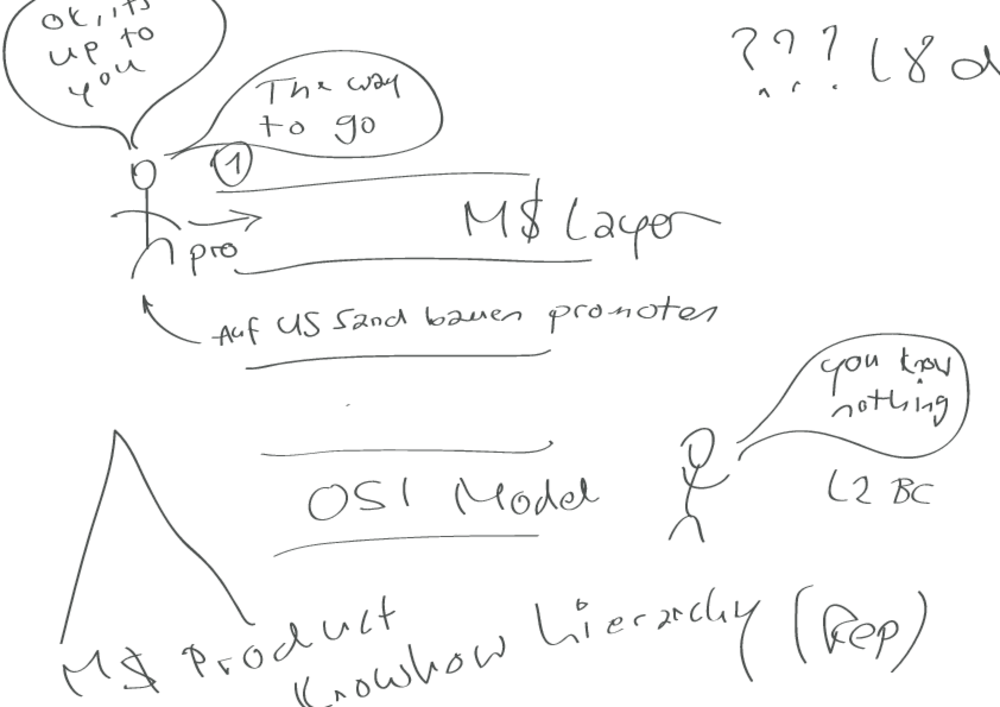 ok, its
up to
you
The way
to go
??? L8
1
M$ Layer
pro
Auf US Sand bauen promoten
you know
nothing
L2 BC
OSI Model
M$ Product
Knowhow hierarchy (Rep)